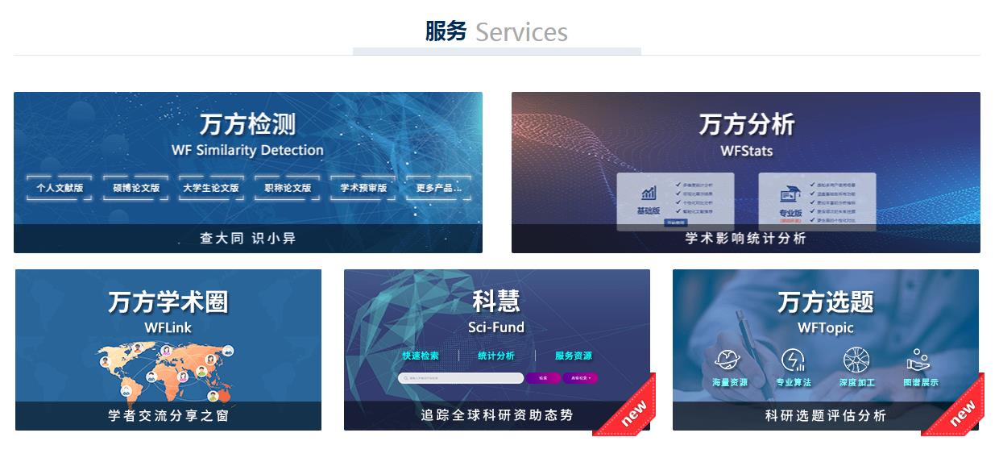 服务 Services
万方检测
WF Similarity Detection
个人文献版 硕博论文版 大学生论文版 职称论文版 学术预审版 更多产品...
查大同 识小异
万方分析
WFStats
基础版
专业版
学术影响统计分析
万方学术圈
WFLink
学者交流分享之窗
科慧
Sci-Fund
快速检索 统计分析 服务资源
检索 高级检索
追踪全球科研资助态势
new
万方选题
WFTopic
海量资源 专业算法 深度加工 图谱展示
科研选题评估分析
new